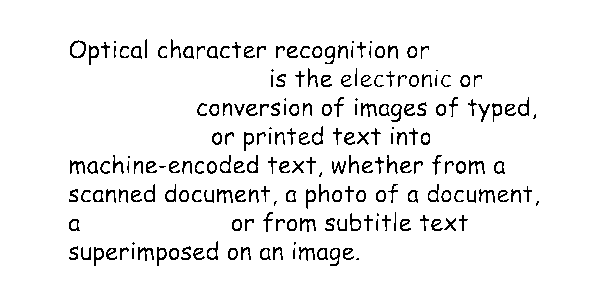 Optical character recognition or
is the electronic or
conversion of images of typed,
or printed text into
machine-encoded text, whether from a
scanned document, a photo of a document,
a or from subtitle text
superimposed on an image.